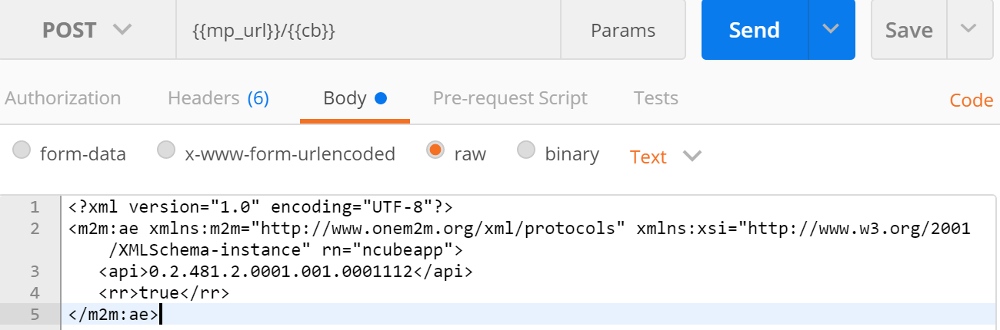 POST {{mp_url}}/{{cb}} Params Send Save
Authorization Headers (6) Body Pre-request Script Tests Code
form-data x-www-form-urlencoded raw binary Text
1 <?xml version="1.0" encoding="UTF-8"?>
2 <m2m:ae xmlns:m2m="http://www.onem2m.org/xml/protocols" xmlns:xsi="http://www.w3.org/2001
/XMLSchema-instance" rn="ncubeapp">
3 <api>0.2.481.2.0001.001.0001112</api>
4 <rr>true</rr>
5 </m2m:ae>